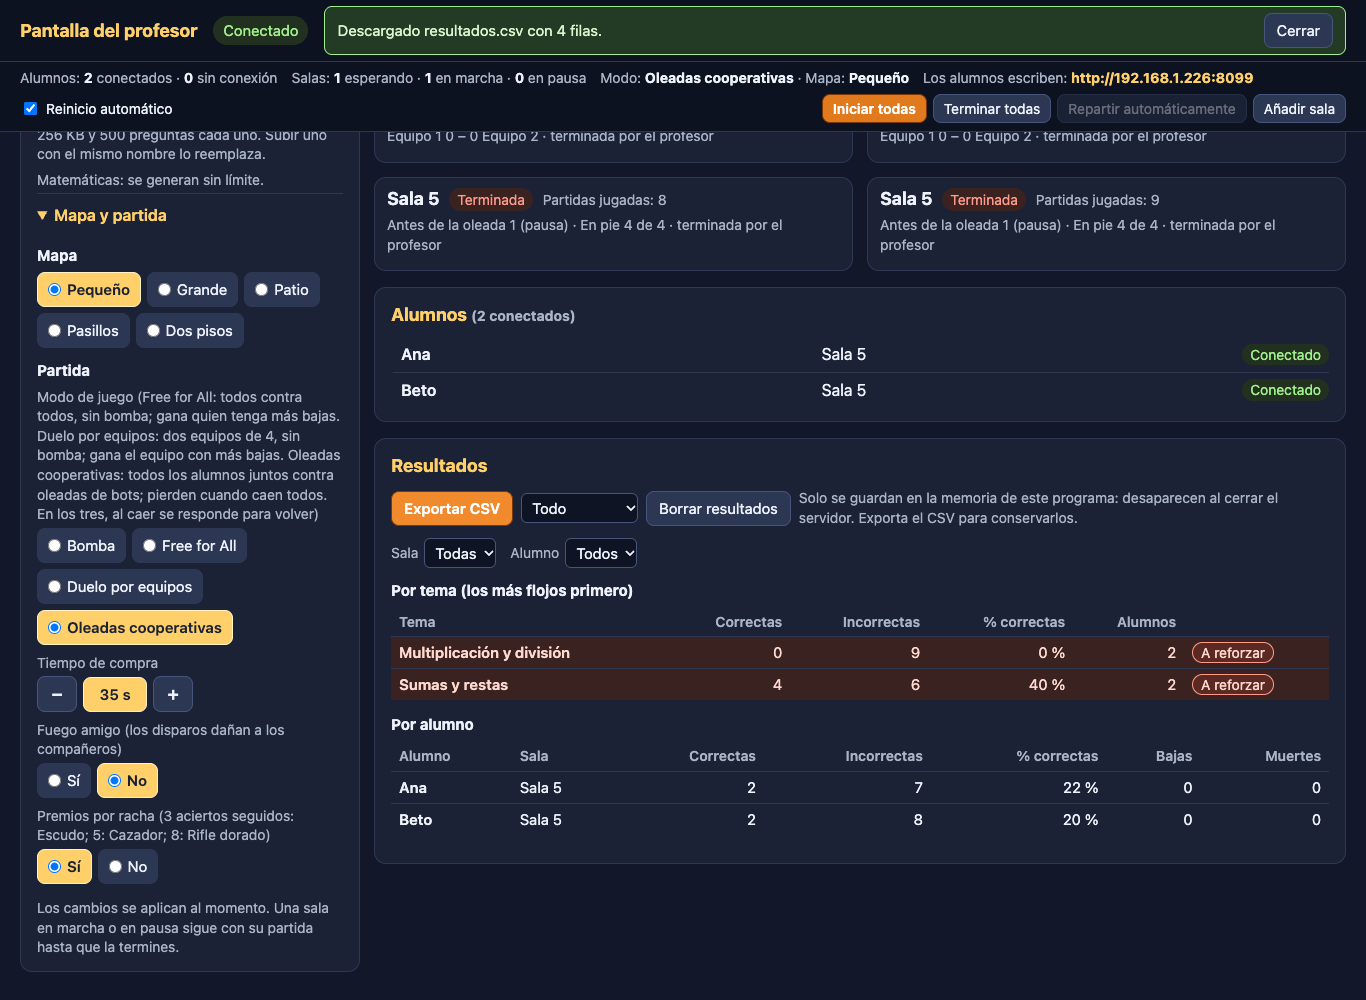 Pantalla del profesor
Conectado
Descargado resultados.csv con 4 filas.
Cerrar
Alumnos: 2 conectados · 0 sin conexión
Salas: 1 esperando · 1 en marcha · 0 en pausa
Modo: Oleadas cooperativas · Mapa: Pequeño
Los alumnos escriben: http://192.168.1.226:8099
Reinicio automático
Iniciar todas
Terminar todas
Repartir automáticamente
Añadir sala
256 KB y 500 preguntas cada uno. Subir uno
con el mismo nombre lo reemplaza.
Matemáticas: se generan sin límite.
▼ Mapa y partida
Mapa
Pequeño
Grande
Patio
Pasillos
Dos pisos
Partida
Modo de juego (Free for All: todos contra
todos, sin bomba; gana quien tenga más bajas.
Duelo por equipos: dos equipos de 4, sin
bomba; gana el equipo con más bajas. Oleadas
cooperativas: todos los alumnos juntos contra
oleadas de bots; pierden cuando caen todos.
En los tres, al caer se responde para volver)
Bomba
Free for All
Duelo por equipos
Oleadas cooperativas
Tiempo de compra
− 35 s +
Fuego amigo (los disparos dañan a los
compañeros)
Sí
No
Premios por racha (3 aciertos seguidos:
Escudo; 5: Cazador; 8: Rifle dorado)
Sí
No
Los cambios se aplican al momento. Una sala
en marcha o en pausa sigue con su partida
hasta que la termines.
Equipo 1 0 – 0 Equipo 2 · terminada por el profesor
Equipo 1 0 – 0 Equipo 2 · terminada por el profesor
Sala 5 Terminada Partidas jugadas: 8
Antes de la oleada 1 (pausa) · En pie 4 de 4 · terminada por el
profesor
Sala 5 Terminada Partidas jugadas: 9
Antes de la oleada 1 (pausa) · En pie 4 de 4 · terminada por el
profesor
Alumnos (2 conectados)
Ana Sala 5 Conectado
Beto Sala 5 Conectado
Resultados
Exportar CSV
Todo
Borrar resultados
Solo se guardan en la memoria de este programa: desaparecen al cerrar el
servidor. Exporta el CSV para conservarlos.
Sala Todas Alumno Todos
Por tema (los más flojos primero)
Tema Correctas Incorrectas % correctas Alumnos
Multiplicación y división 0 9 0 % 2 A reforzar
Sumas y restas 4 6 40 % 2 A reforzar
Por alumno
Alumno Sala Correctas Incorrectas % correctas Bajas Muertes
Ana Sala 5 2 7 22 % 0 0
Beto Sala 5 2 8 20 % 0 0